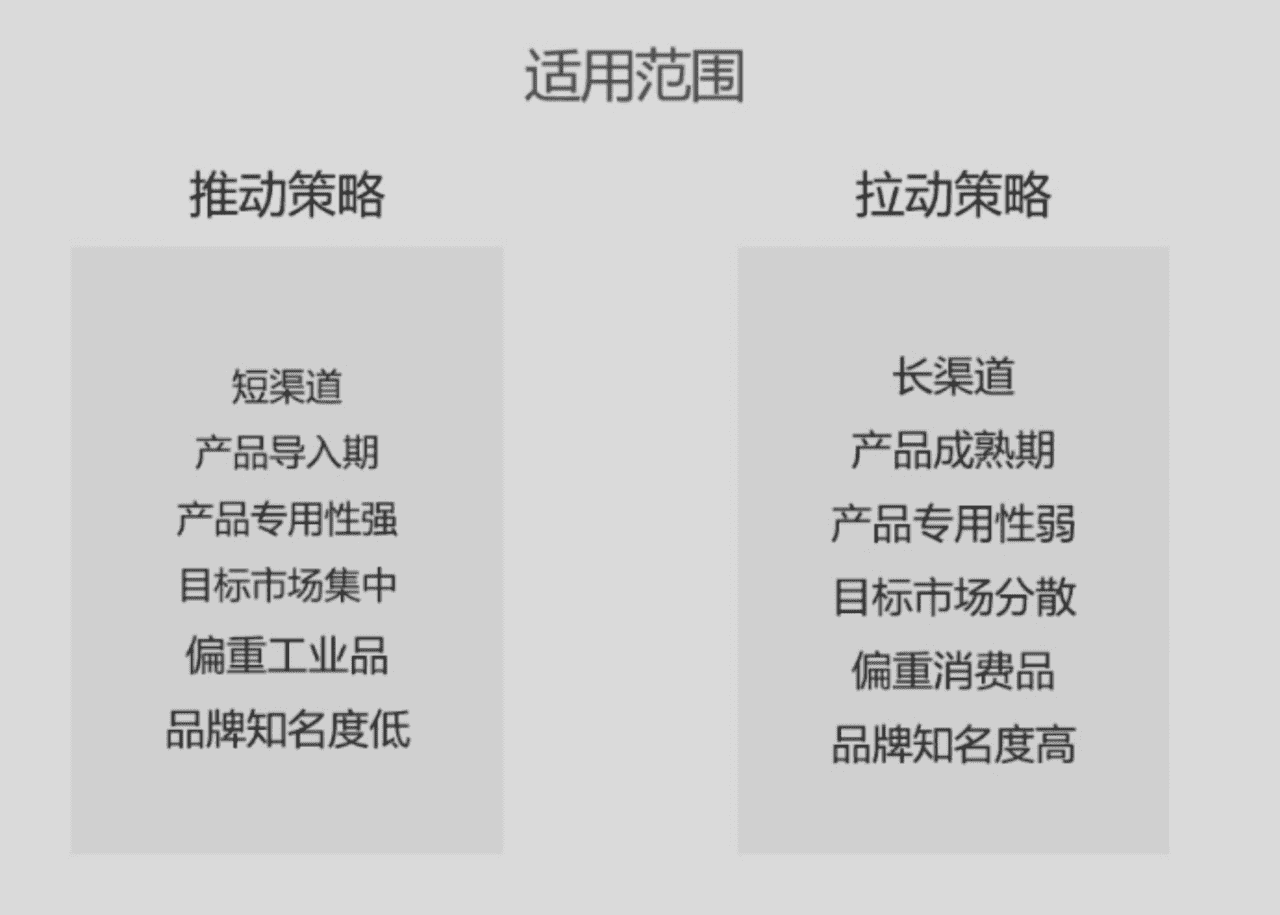 适用范围
推动策略
短渠道
产品导入期
产品专用性强
目标市场集中
偏重工业品
品牌知名度低
拉动策略
长渠道
产品成熟期
产品专用性弱
目标市场分散
偏重消费品
品牌知名度高